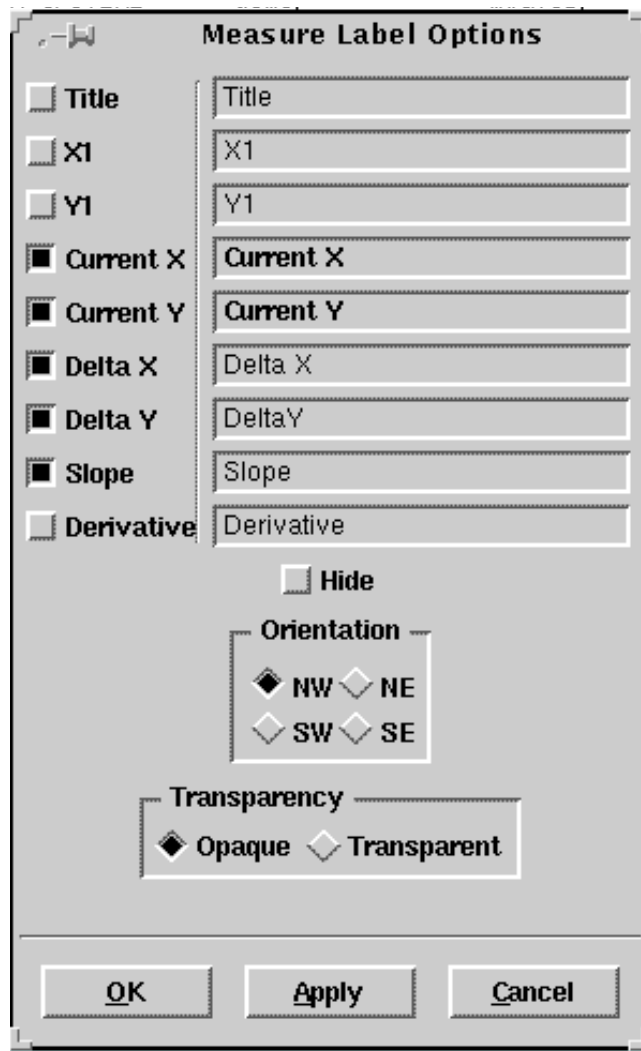 Measure Label Options
Title Title
X1 X1
Y1 Y1
Current X Current X
Current Y Current Y
Delta X Delta X
Delta Y DeltaY
Slope Slope
Derivative Derivative
Hide
Orientation
NW NE
SW SE
Transparency
Opaque Transparent
OK Apply Cancel